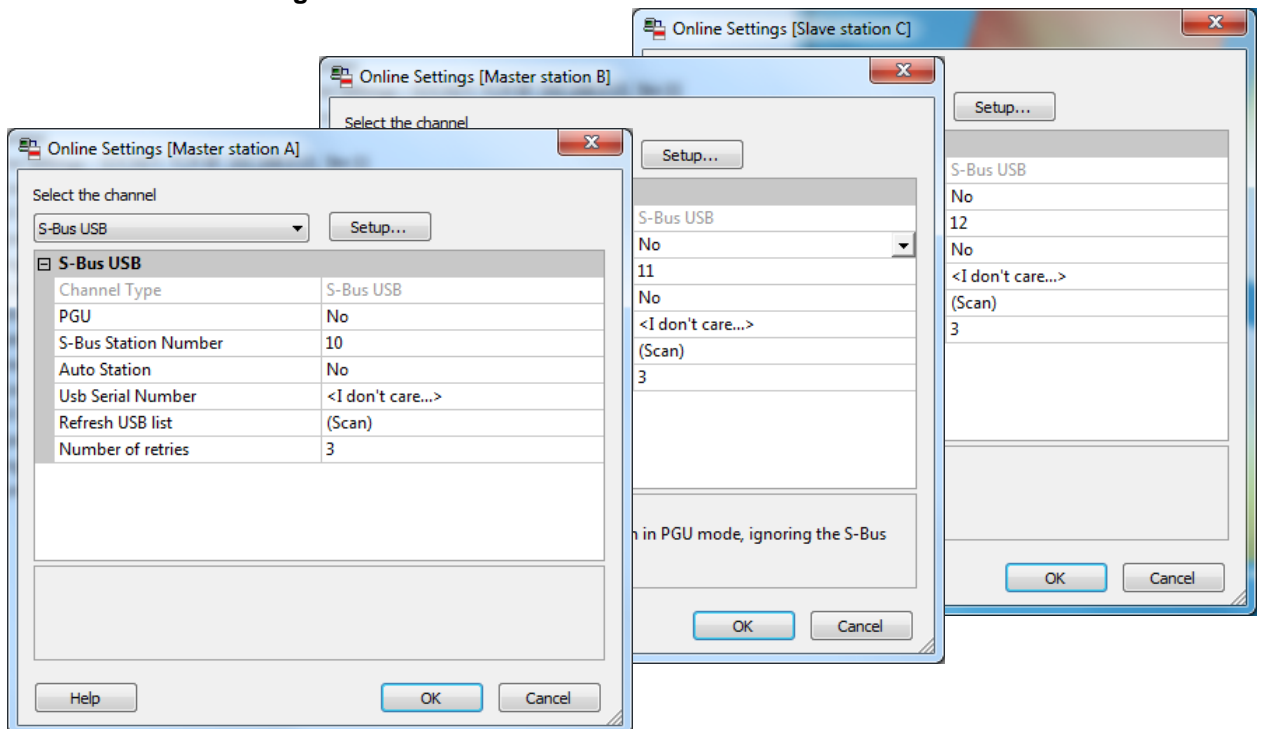 Online Settings [Slave station C]
Setup...
S-Bus USB
No
12
No
<I don't care...>
(Scan)
3
OK Cancel
Online Settings [Master station B]
Select the channel
Setup...
S-Bus USB
No
11
No
<I don't care...>
(Scan)
3
in PGU mode, ignoring the S-Bus
OK Cancel
Online Settings [Master station A]
Select the channel
S-Bus USB Setup...
S-Bus USB
Channel Type S-Bus USB
PGU No
S-Bus Station Number 10
Auto Station No
Usb Serial Number <I don't care...>
Refresh USB list (Scan)
Number of retries 3
Help OK Cancel